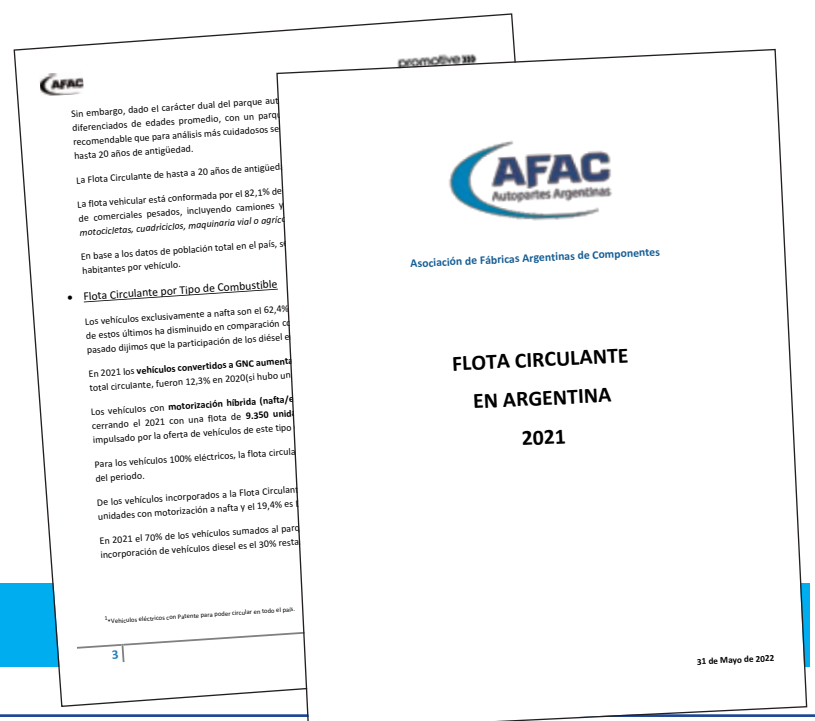 AFAC
promotive
Sin embargo, dado el carácter dual del parque aut
diferenciados de edades promedio, con un parqu
recomendable que para análisis más cuidadosos se
hasta 20 años de antigüedad.
La Flota Circulante de hasta a 20 años de antigüed
La flota vehicular está conformada por el 82,1% de
de comerciales pesados, incluyendo camiones y
motocicletas, cuadriciclos, maquinaria vial o agríco
En base a los datos de población total en el país, su
habitantes por vehículo.
• Flota Circulante por Tipo de Combustible
Los vehículos exclusivamente a nafta son el 62,4%
de estos últimos ha disminuido en comparación co
pasado dijimos que la participación de los diésel e
En 2021 los vehículos convertidos a GNC aumenta
total circulante, fueron 12,3% en 2020(si hubo un
Los vehículos con motorización híbrida (nafta/e
cerrando el 2021 con una flota de 9.350 unida
impulsado por la oferta de vehículos de este tipo
Para los vehículos 100% eléctricos, la flota circula
del periodo.
De los vehículos incorporados a la Flota Circulant
unidades con motorización a nafta y el 19,4% es
En 2021 el 70% de los vehículos sumados al parq
incorporación de vehículos diesel es el 30% resta
1*Vehículos eléctricos con Patente para poder circular en todo el país.
3
AFAC
Autopartes Argentinas
Asociación de Fábricas Argentinas de Componentes
FLOTA CIRCULANTE
EN ARGENTINA
2021
31 de Mayo de 2022